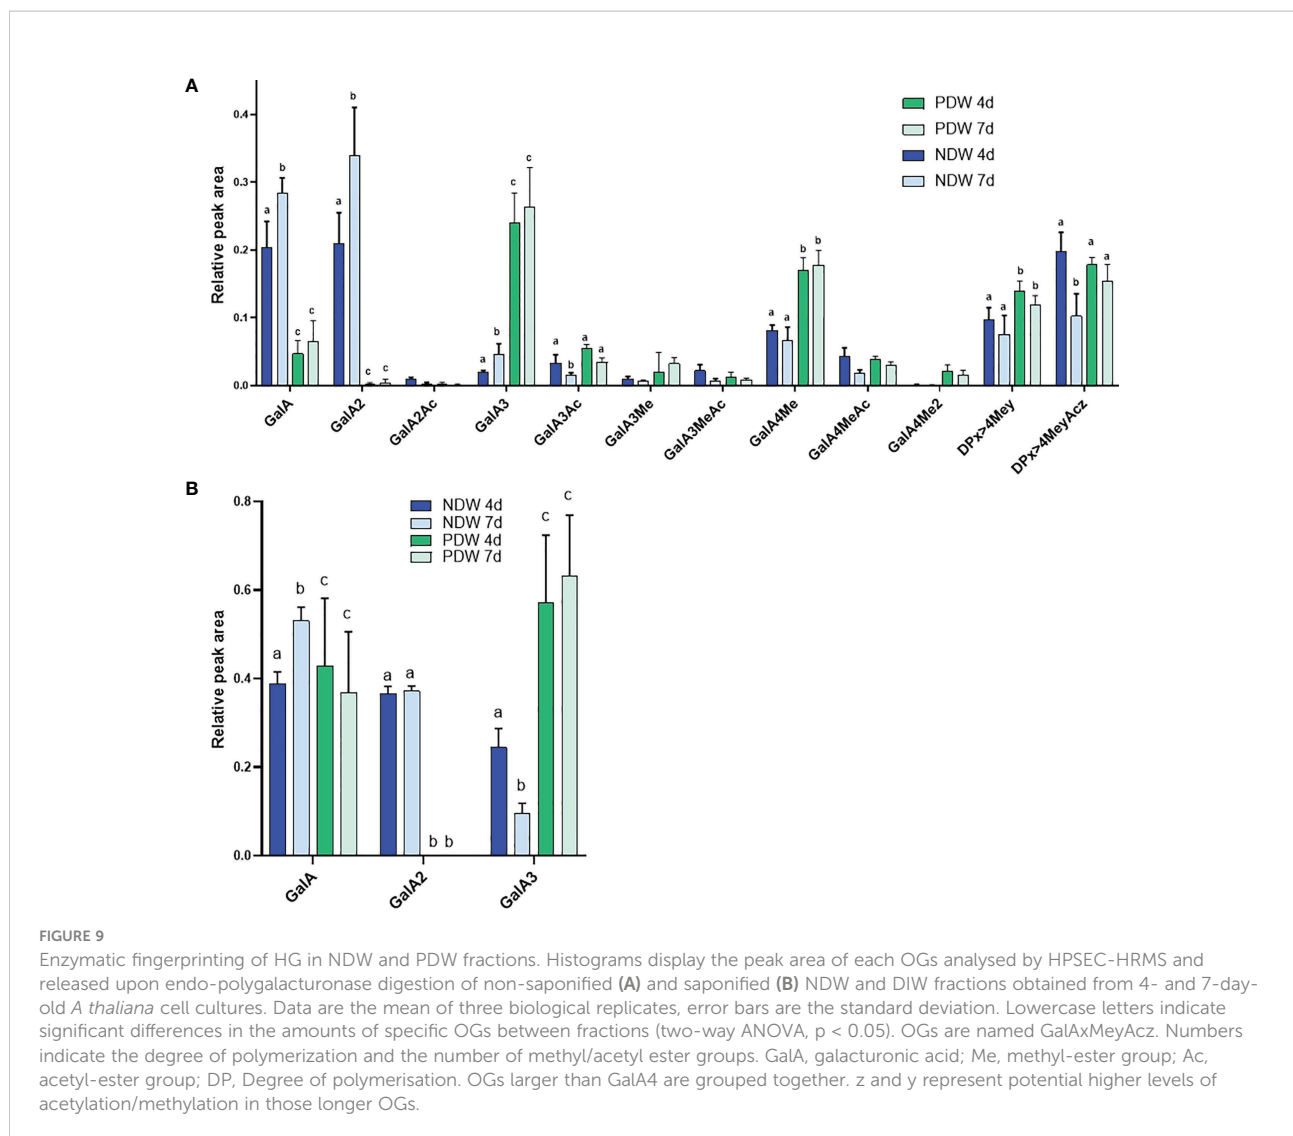 A
Relative peak area
0.4
0.3
0.2
0.1
0.0
a b c c
a b c c
a b c c
a b a a
a a b b
a a b b
a b a a
PDW 4d
PDW 7d
NDW 4d
NDW 7d
GalA
GalA2
GalA2Ac
GalA3
GalA3Ac
GalA3Me
GalA3MeAc
GalA4Me
GalA4MeAc
GalA4Me2
DPx>4Mey
DPx>4MeyAcz
B
Relative peak area
0.8
0.6
0.4
0.2
0.0
NDW 4d
NDW 7d
PDW 4d
PDW 7d
a b c c
a a b b
a b c c
GalA
GalA2
GalA3
FIGURE 9
Enzymatic fingerprinting of HG in NDW and PDW fractions. Histograms display the peak area of each OGs analysed by HPSEC-HRMS and
released upon endo-polygalacturonase digestion of non-saponified (A) and saponified (B) NDW and DIW fractions obtained from 4- and 7-day-
old A thaliana cell cultures. Data are the mean of three biological replicates, error bars are the standard deviation. Lowercase letters indicate
significant differences in the amounts of specific OGs between fractions (two-way ANOVA, p < 0.05). OGs are named GalAxMeyAcz. Numbers
indicate the degree of polymerization and the number of methyl/acetyl ester groups. GalA, galacturonic acid; Me, methyl-ester group; Ac,
acetyl-ester group; DP, Degree of polymerisation. OGs larger than GalA4 are grouped together. z and y represent potential higher levels of
acetylation/methylation in those longer OGs.